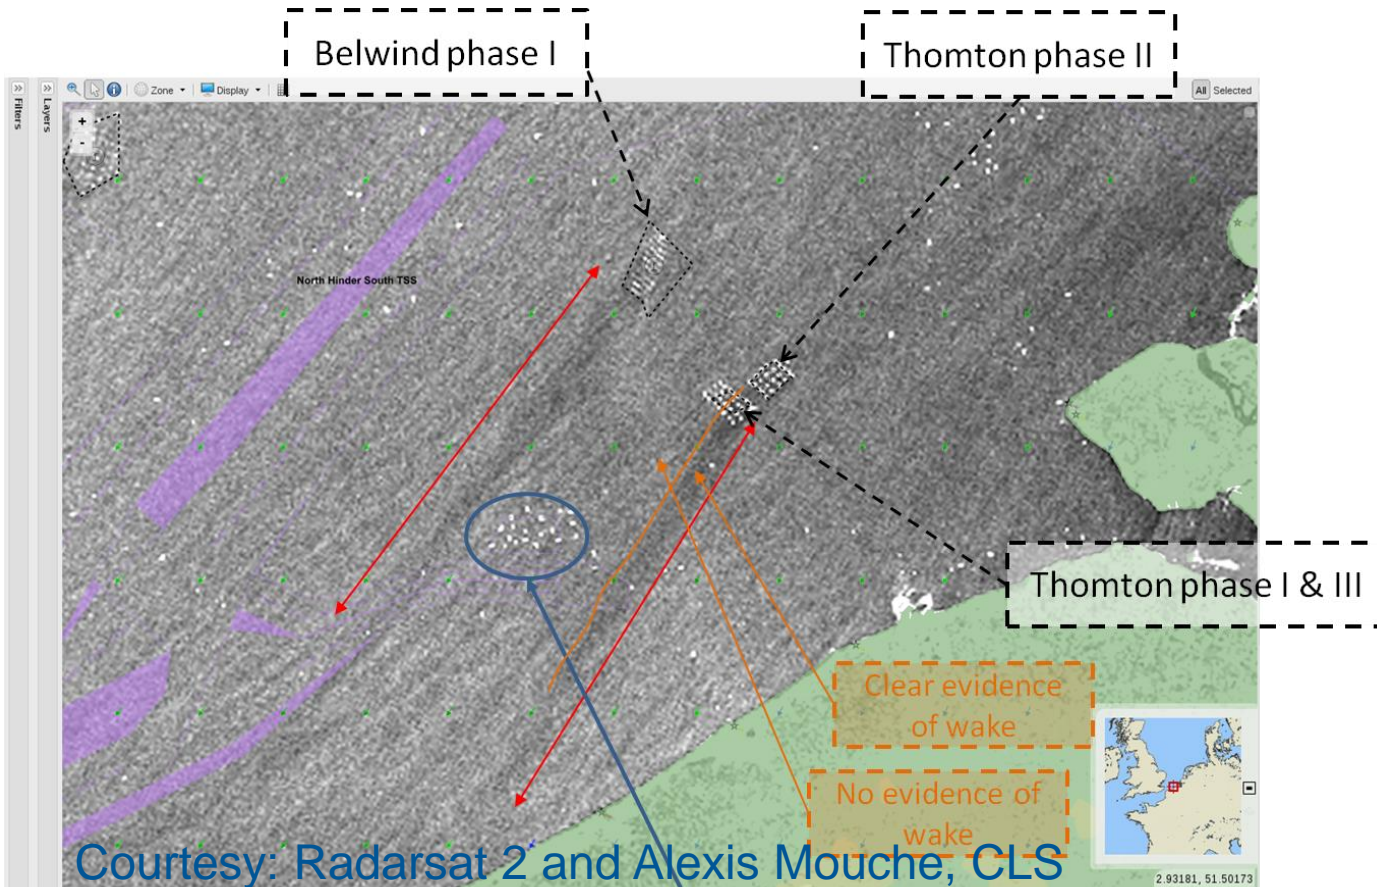 Belwind phase I
Thomton phase II
Zone
Display
All Selected
Filters
Layers
+
-
North Hinder South TSS
Thomton phase I & III
Clear evidence
of wake
No evidence of
wake
Courtesy: Radarsat 2 and Alexis Mouche, CLS
2.93181, 51.50173